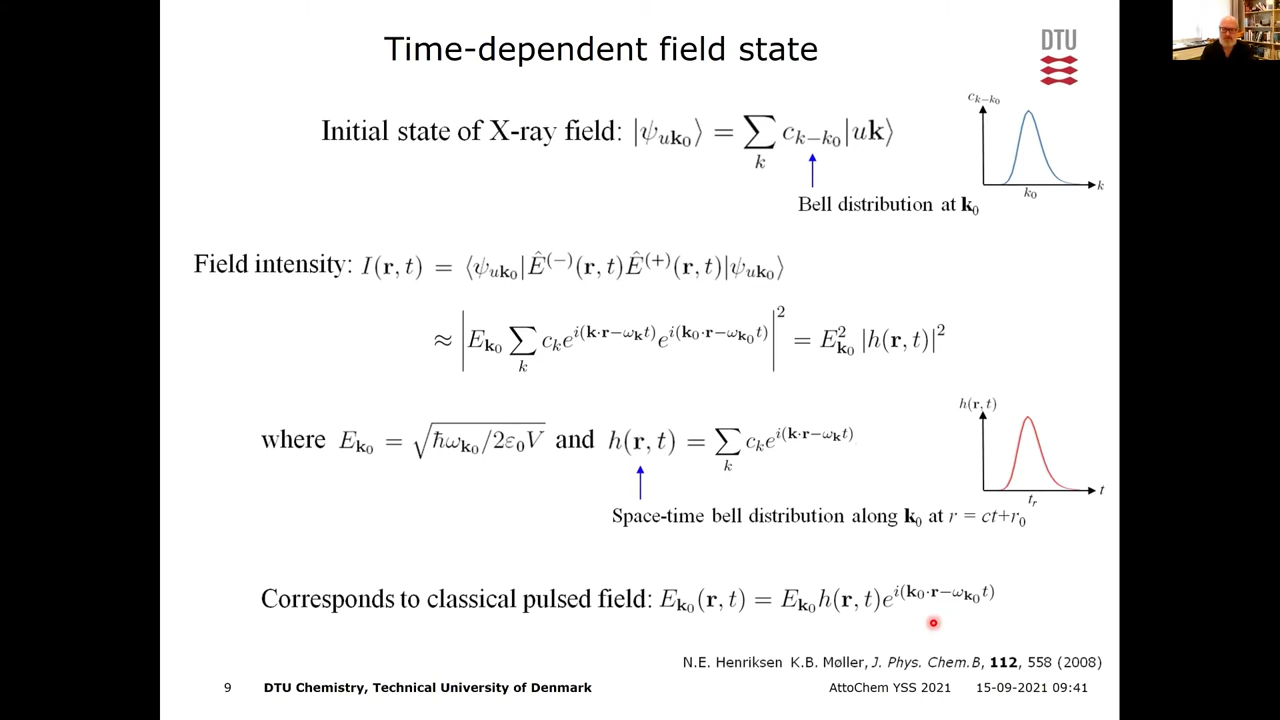 Time-dependent field state
DTU
Initial state of X-ray field: |ψ_{u𝐤₀}⟩ = ∑_k c_{k−k₀}|u𝐤⟩
c_{k−k₀}
k
k₀
Bell distribution at 𝐤₀
Field intensity: I(𝐫, t) = ⟨ψ_{u𝐤₀}|Ê^{(−)}(𝐫, t)Ê^{(+)}(𝐫, t)|ψ_{u𝐤₀}⟩
≈ |E_{𝐤₀} ∑_k c_k e^{i(𝐤·𝐫−ω_𝐤 t)} e^{i(𝐤₀·𝐫−ω_{𝐤₀} t)}|² = E²_{𝐤₀} |h(𝐫, t)|²
where E_{𝐤₀} = √(ħω_{𝐤₀}/2ε₀V) and h(𝐫, t) = ∑_k c_k e^{i(𝐤·𝐫−ω_𝐤 t)}
h(𝐫, t)
t
t_r
Space-time bell distribution along 𝐤₀ at r = ct+r₀
Corresponds to classical pulsed field: E_{𝐤₀}(𝐫, t) = E_{𝐤₀} h(𝐫, t)e^{i(𝐤₀·𝐫−ω_{𝐤₀} t)}
N.E. Henriksen K.B. Møller, J. Phys. Chem.B, 112, 558 (2008)
9 DTU Chemistry, Technical University of Denmark AttoChem YSS 2021 15-09-2021 09:41